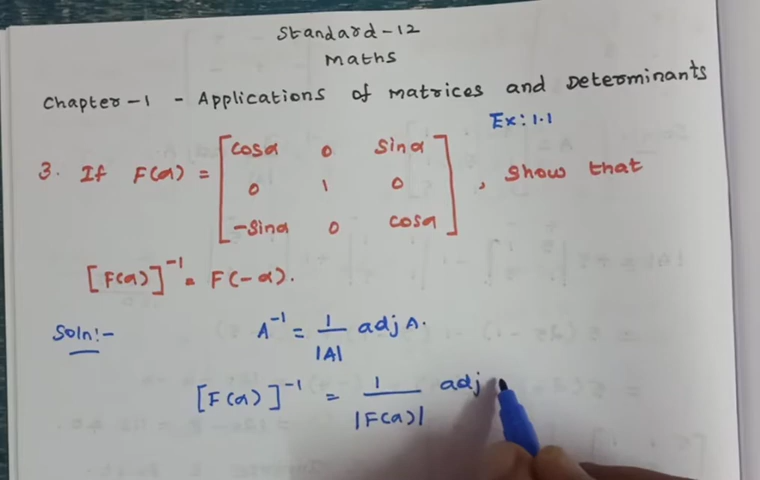 Standard-12
Maths
Chapter-1 - Applications of matrices and Determinants
Ex: 1.1
3. If F(α) = [cosα 0 sinα
0 1 0
-sinα 0 cosα], show that
[F(α)]⁻¹ = F(-α).
Soln:- A⁻¹ = 1/|A| adj A.
[F(α)]⁻¹ = 1/|F(α)| adj